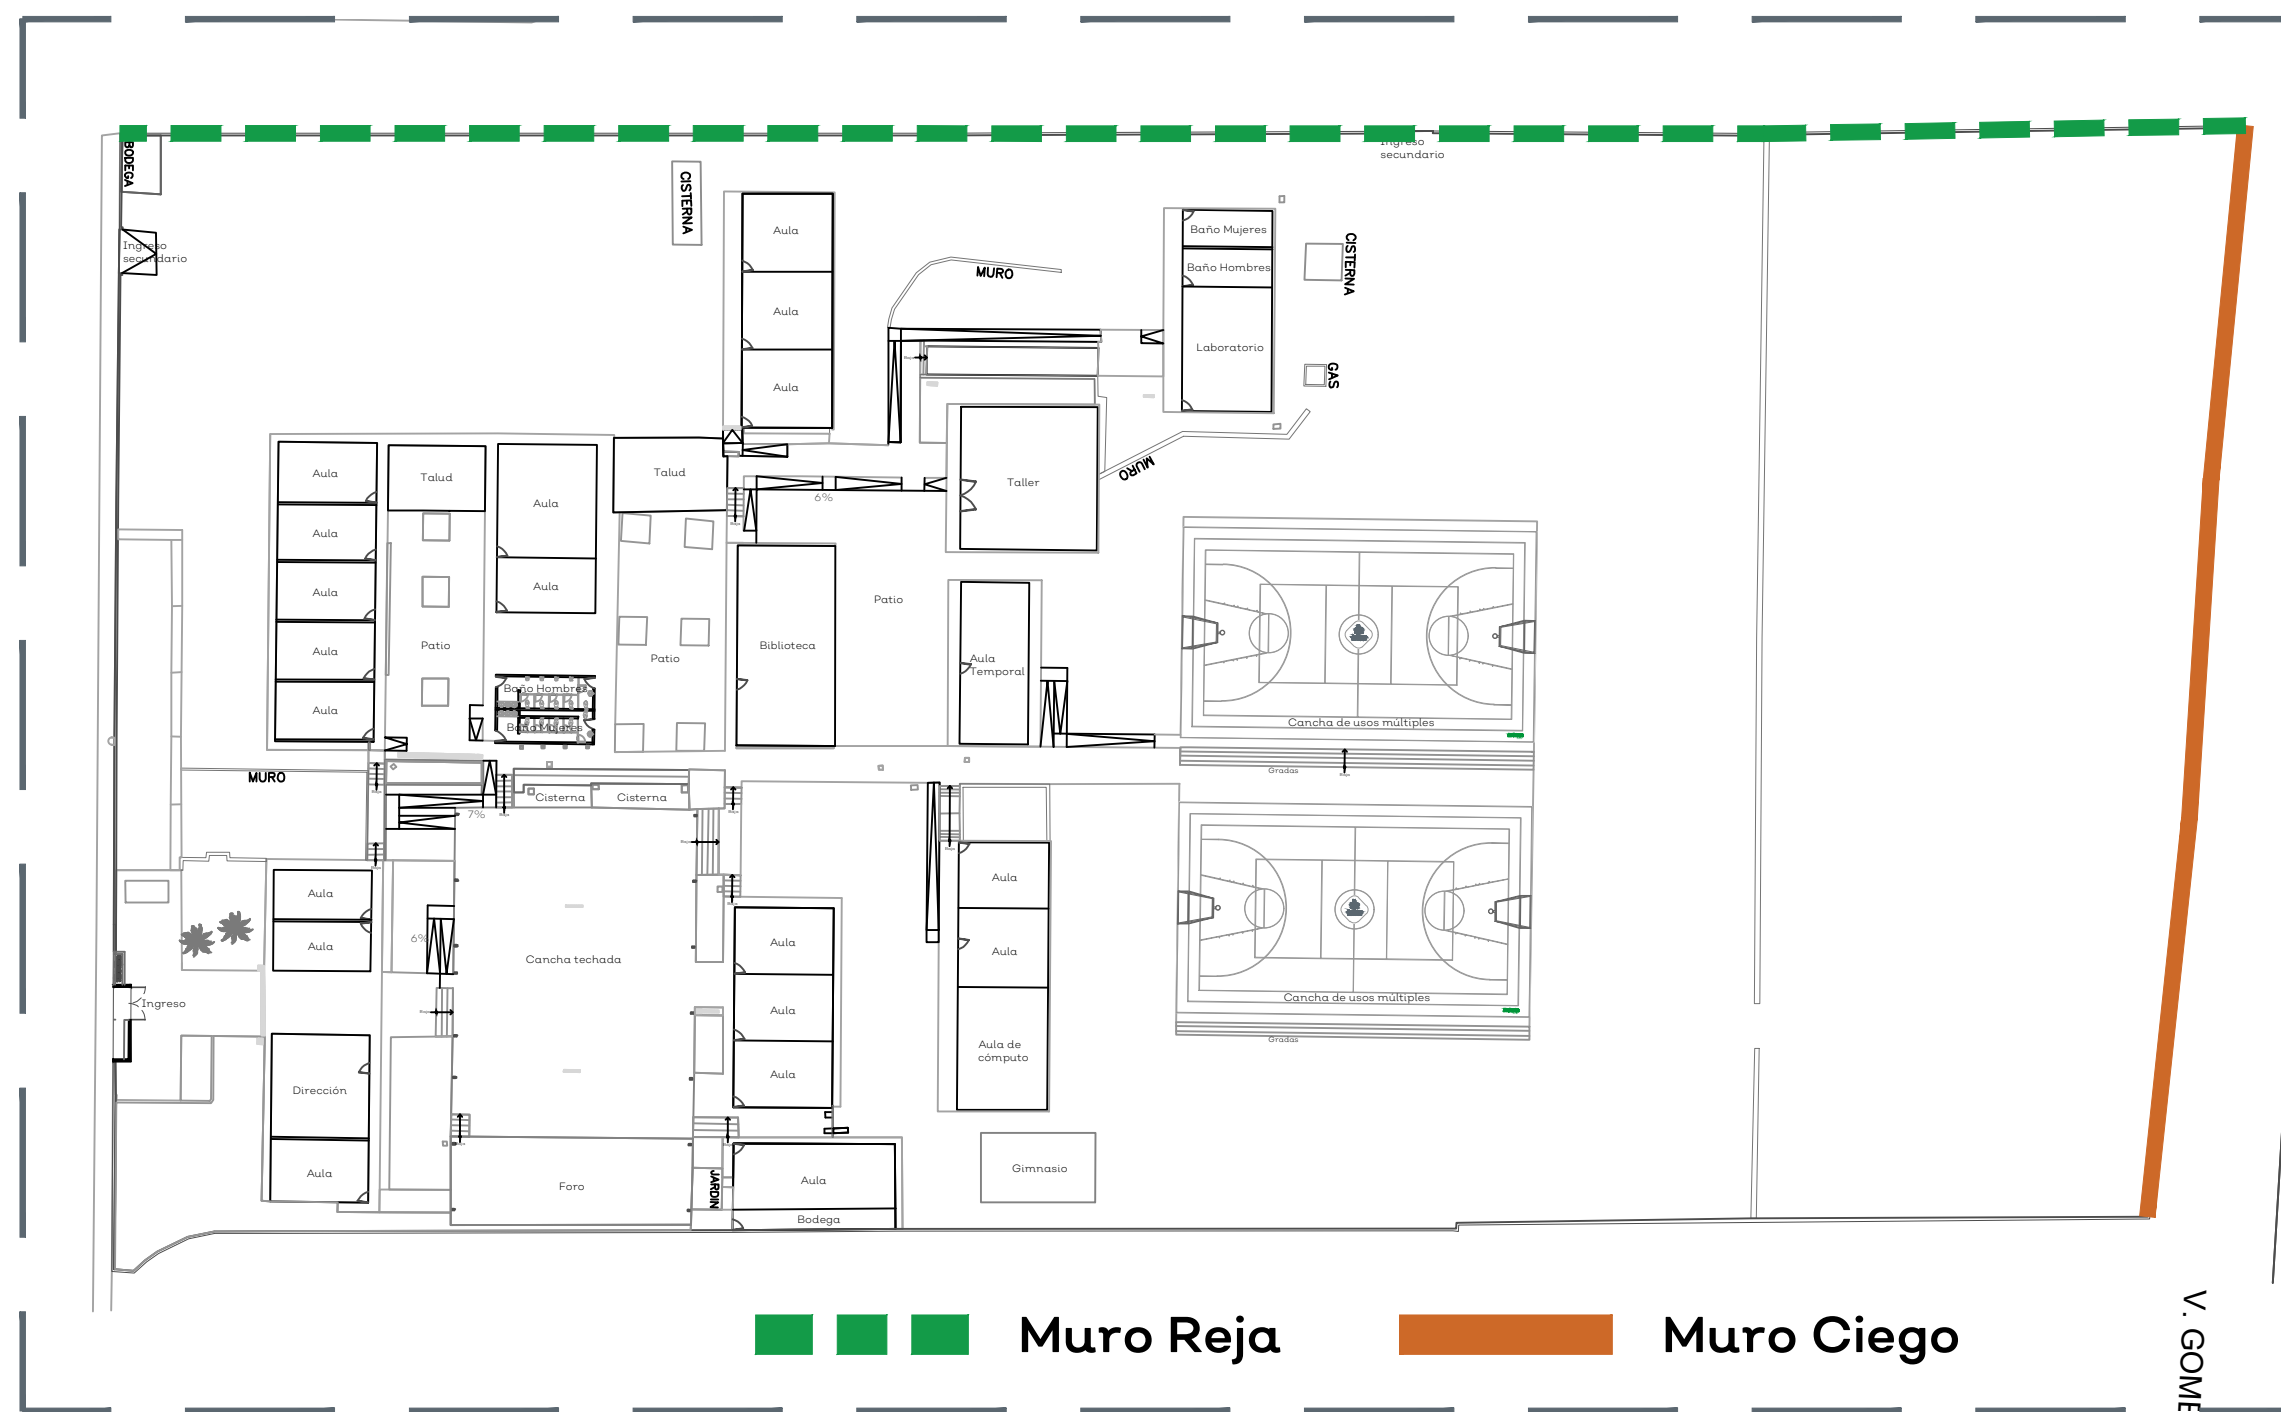 BODEGA
Ingreso
secundario
Ingreso
secundario
CISTERNA
Aula
Aula
Aula
MURO
Baño Mujeres
Baño Hombres
Laboratorio
CISTERNA
GAS
MURO
Aula
Aula
Aula
Aula
Aula
Talud
Patio
Aula
Aula
Baño Hombres
Baño Mujeres
Talud
Patio
6%
Biblioteca
Patio
Taller
Aula
Temporal
Cancha de usos múltiples
Gradas
MURO
7%
Cisterna
Cisterna
Aula
Aula
6%
Cancha techada
Ingreso
Dirección
Aula
Foro
JARDIN
Aula
Aula
Aula
Aula
Bodega
Aula
Aula
Aula de
cómputo
Gimnasio
Cancha de usos múltiples
Gradas
Muro Reja
Muro Ciego
V. GOME